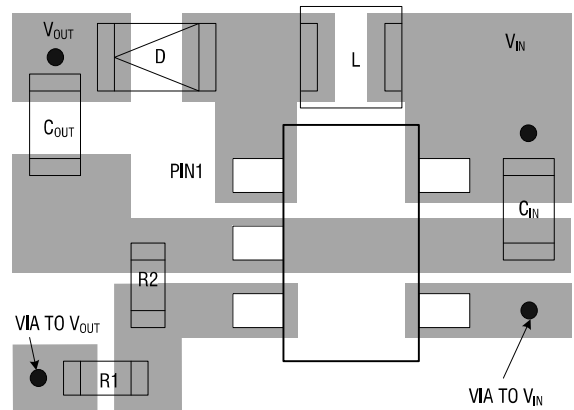 VOUT
D
L
VIN
COUT
PIN1
CIN
R2
VIA TO VOUT
R1
VIA TO VIN